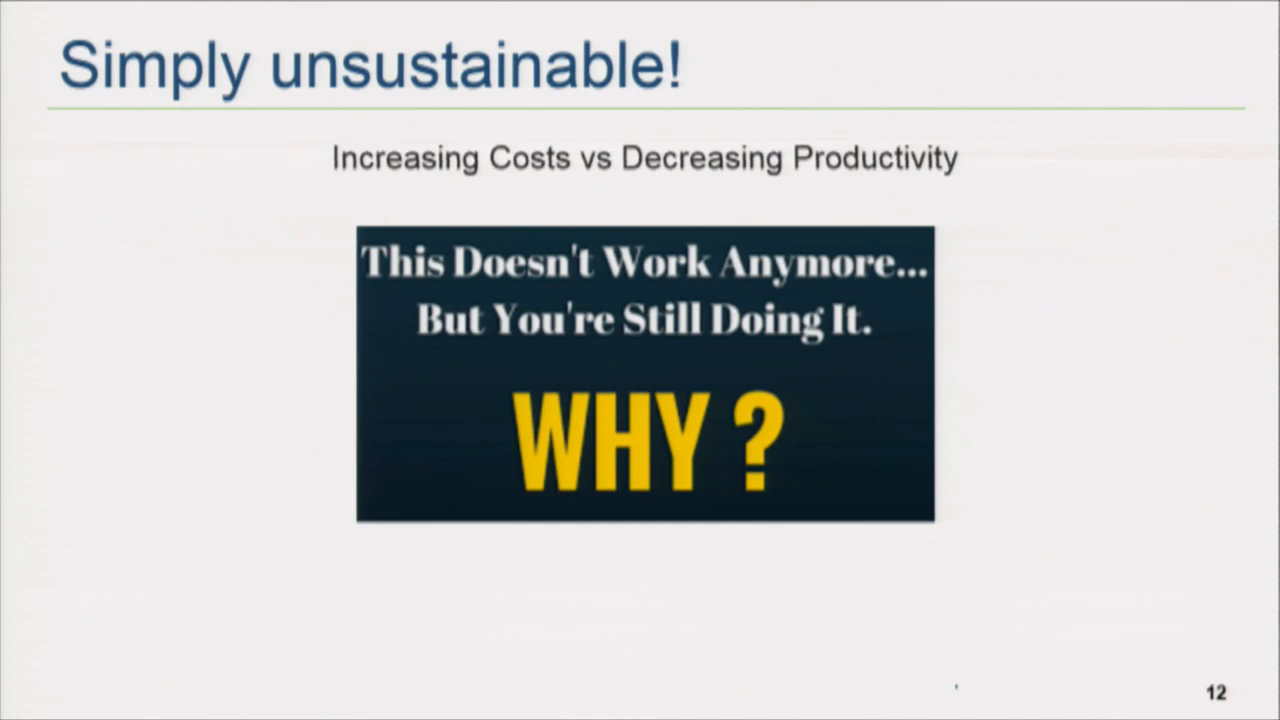 Simply unsustainable!
Increasing Costs vs Decreasing Productivity
This Doesn't Work Anymore...
But You're Still Doing It.
WHY ?
12